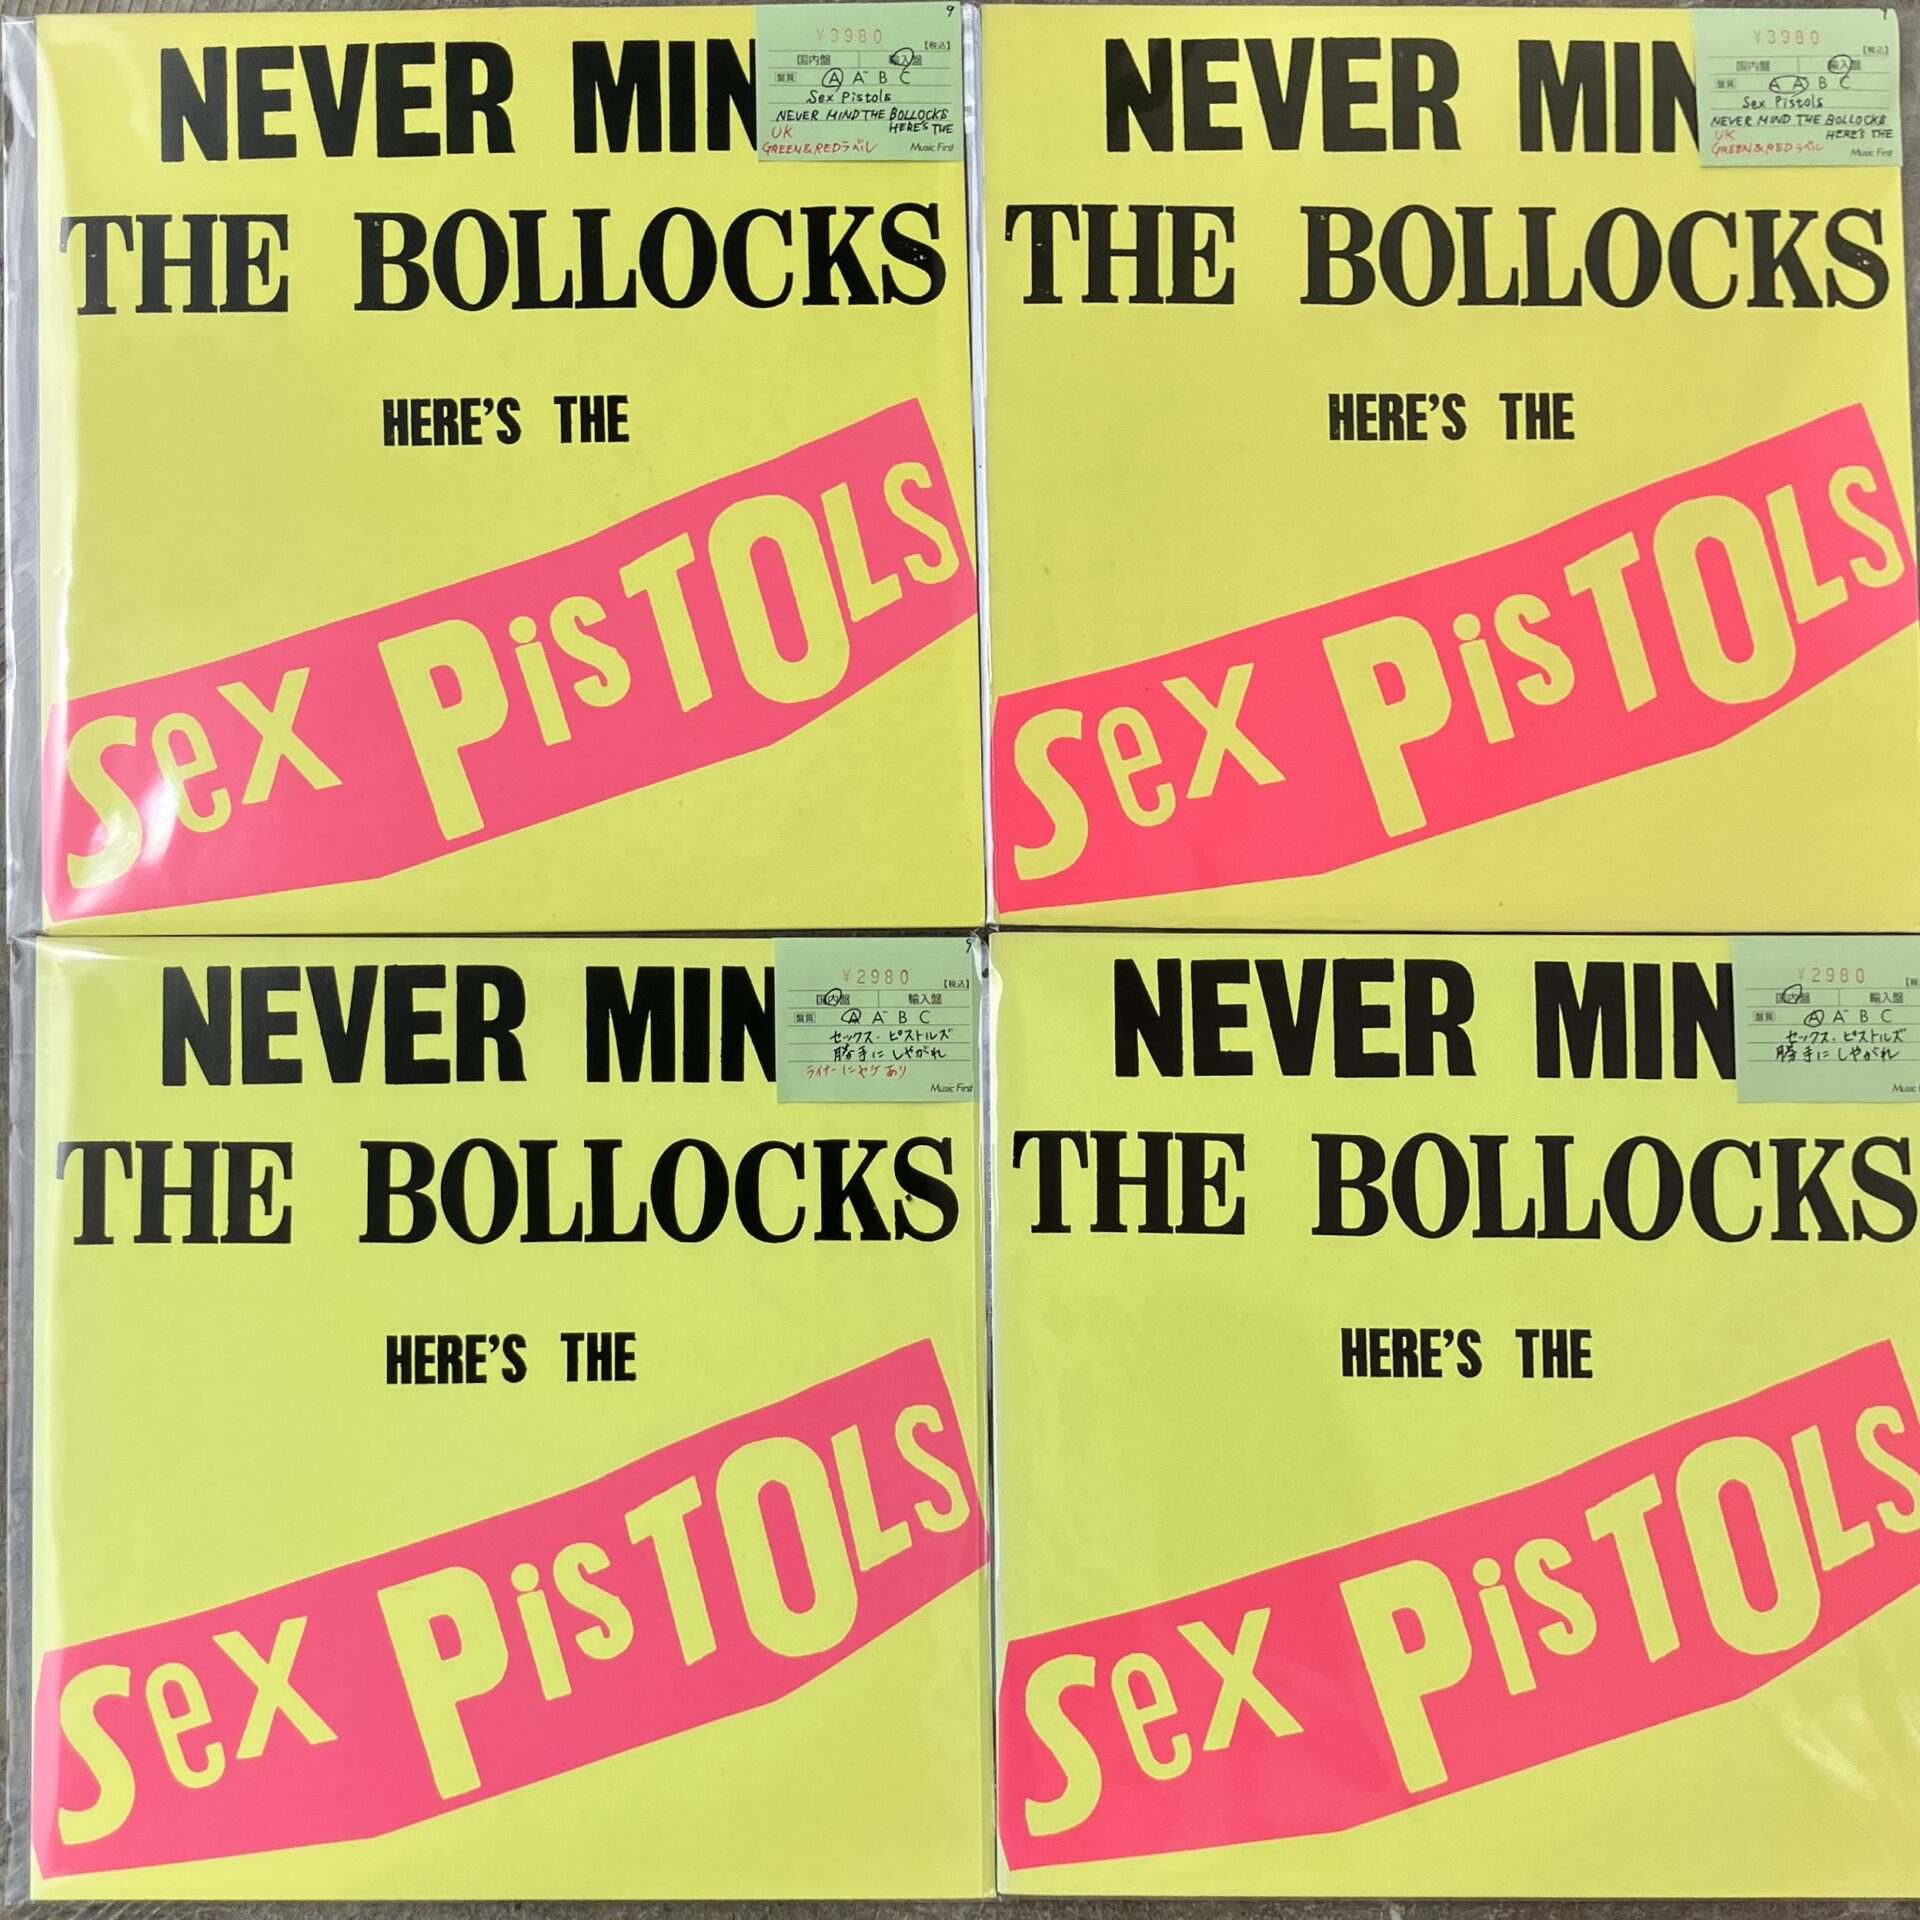 NEVER MIN
THE BOLLOCKS
HERE'S THE
SEX PiSTOLS
9
¥3980
【税込】
国内盤 輸入盤
盤質 A A- B C
Sex Pistols
NEVER MIND THE BOLLOCKS
HERE'S THE
UK
GREEN&REDラベル
Music First
NEVER MIN
THE BOLLOCKS
HERE'S THE
SEX PiSTOLS
¥3980
【税込】
国内盤 輸入盤
盤質 A A- B C
Sex Pistols
NEVER MIND THE BOLLOCKS
HERE'S THE
UK
GREEN&REDラベル
Music First
NEVER MIN
THE BOLLOCKS
HERE'S THE
SEX PiSTOLS
9
¥2980
【税込】
国内盤 輸入盤
盤質 A A- B C
セックス・ピストルズ
勝手にしやがれ
ライナーにヤケあり
Music First
NEVER MIN
THE BOLLOCKS
HERE'S THE
SEX PiSTOLS
¥2980
【税
国内盤 輸入盤
盤質 A A- B C
セックス・ピストルズ
勝手にしやがれ
Music F